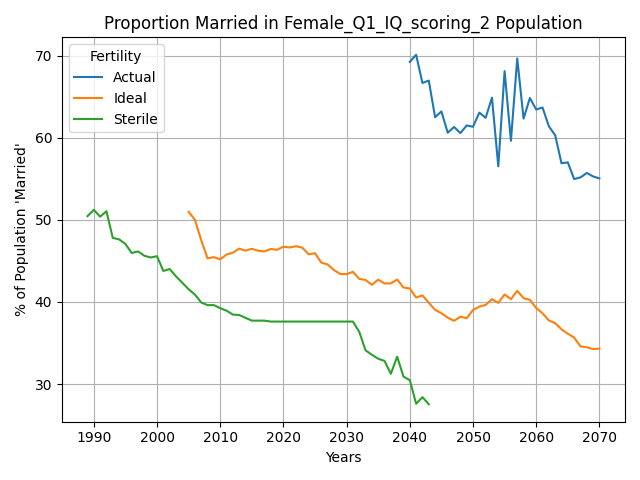 Proportion Married in Female_Q1_IQ_scoring_2 Population
Fertility
Actual
Ideal
Sterile
% of Population 'Married'
70
60
50
40
30
1990 2000 2010 2020 2030 2040 2050 2060 2070
Years